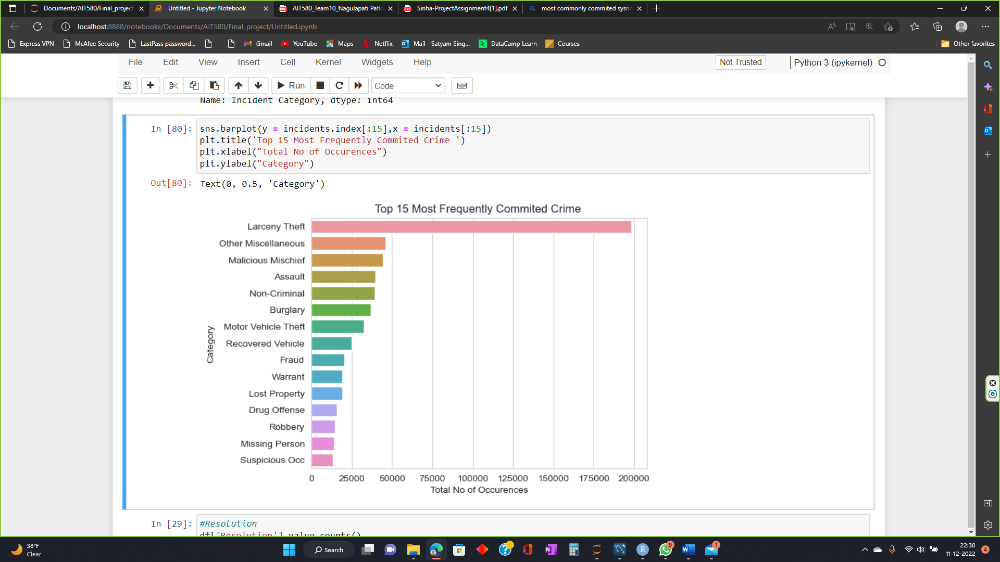 Documents/AIT580/Final_project
Untitled - Jupyter Notebook
AIT580_Team10_Nagulapati Patl
Sinha-ProjectAssignment4[1].pdf
most commonly commited sysno
localhost:8888/notebooks/Documents/AIT580/Final_project/Untitled.ipynb
Express VPN
McAfee Security
LastPass password...
Gmail
YouTube
Maps
Netflix
Mail - Satyam Sing...
DataCamp Learn
Courses
Other favorites
File Edit View Insert Cell Kernel Widgets Help
Not Trusted
Python 3 (ipykernel)
Run
Code
Name: Incident Category, dtype: int64
In [80]: sns.barplot(y = incidents.index[:15],x = incidents[:15])
plt.title('Top 15 Most Frequently Commited Crime ')
plt.xlabel("Total No of Occurences")
plt.ylabel("Category")
Out[80]: Text(0, 0.5, 'Category')
Top 15 Most Frequently Commited Crime
Larceny Theft
Other Miscellaneous
Malicious Mischief
Assault
Non-Criminal
Burglary
Motor Vehicle Theft
Recovered Vehicle
Fraud
Warrant
Lost Property
Drug Offense
Robbery
Missing Person
Suspicious Occ
Category
0 25000 50000 75000 100000 125000 150000 175000 200000
Total No of Occurences
In [29]: #Resolution
df['Resolution'].value_counts()
38°F
Clear
Search
9
1
22:30
11-12-2022
4